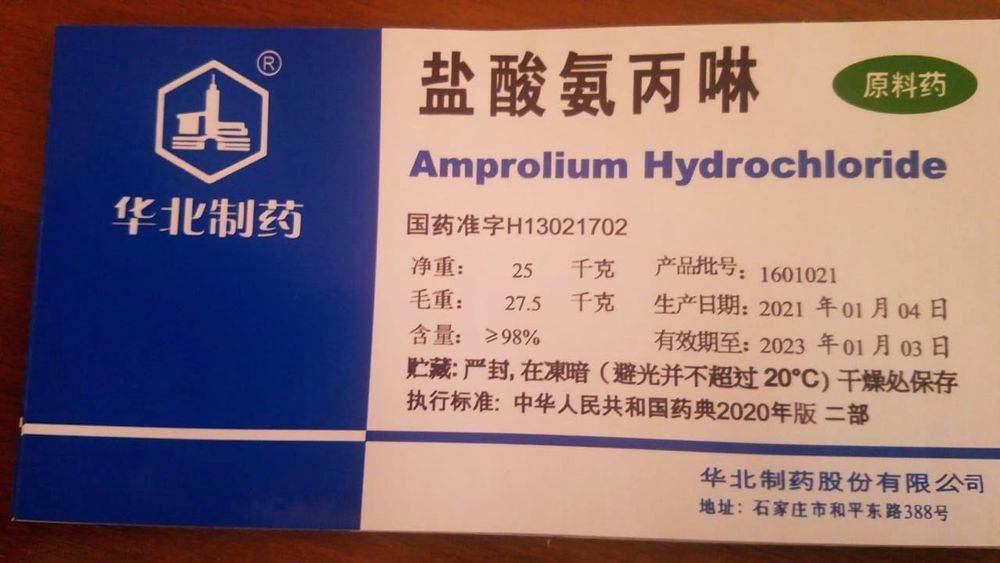 ®
华北制药
盐酸氨丙啉
原料药
Amprolium Hydrochloride
国药准字H13021702
净重： 25 千克 产品批号：1601021
毛重： 27.5 千克 生产日期：2021 年 01 月 04 日
含量： ≥98% 有效期至：2023 年 01 月 03 日
贮藏: 严封, 在凍暗（避光并不超过 20°C）干燥处保存
执行标准: 中华人民共和国药典2020年版 二部
华北制药股份有限公司
地址：石家庄市和平东路388号